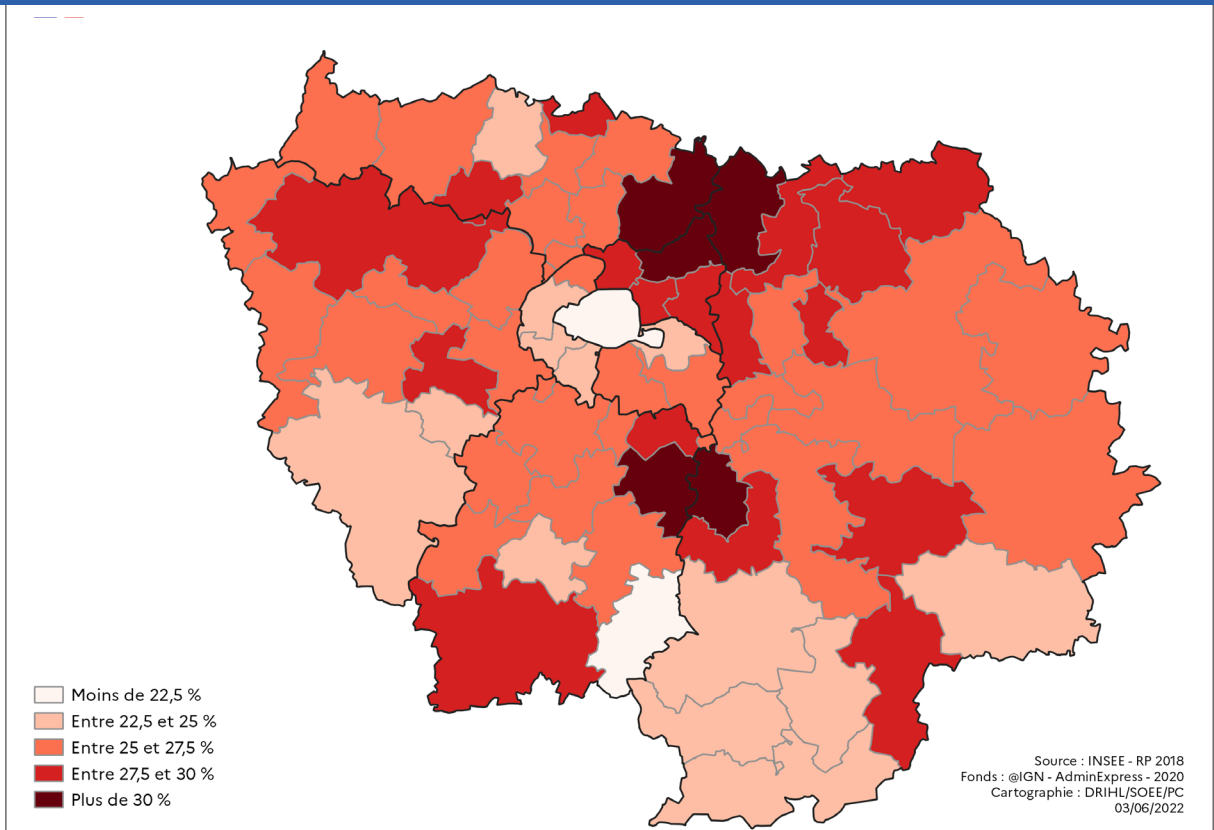 Moins de 22,5 %
Entre 22,5 et 25 %
Entre 25 et 27,5 %
Entre 27,5 et 30 %
Plus de 30 %
Source : INSEE - RP 2018
Fonds : @IGN - AdminExpress - 2020
Cartographie : DRIHL/SOEE/PC
03/06/2022